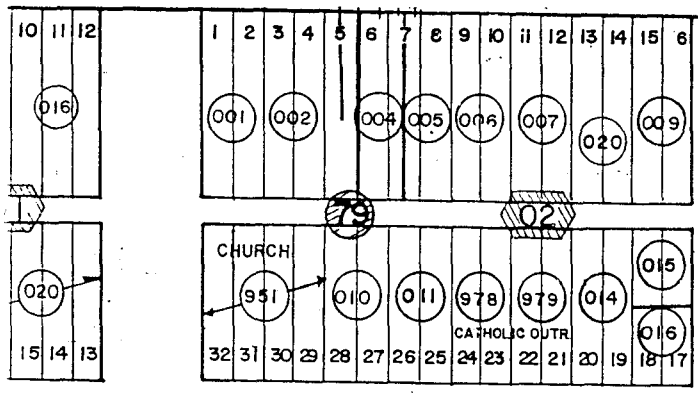 10 11 12 1 2 3 4 5 6 7 8 9 10 11 12 13 14 15 6
016 001 002 004 005 006 007 020 009
79 02
CHURCH
020 951 010 011 978 979 014 015
016
CATHOLIC OUTR.
15 14 13 32 31 30 29 28 27 26 25 24 23 22 21 20 19 18 17